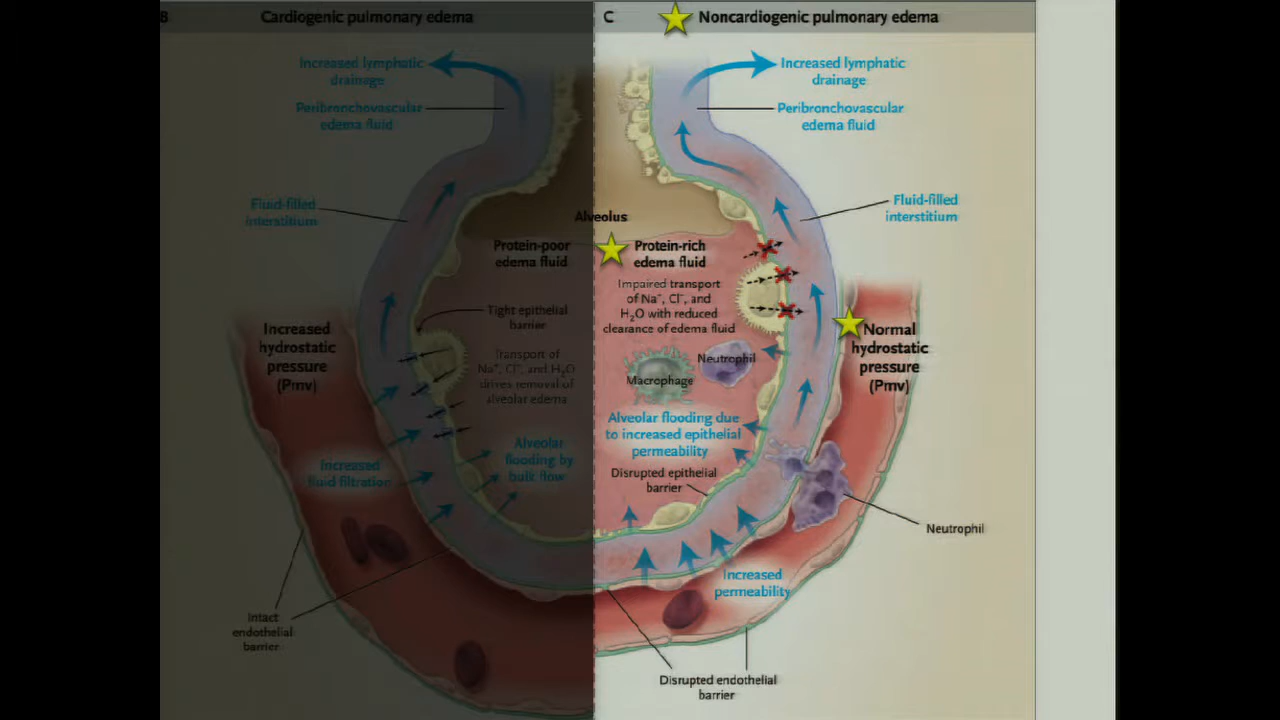 B
Cardiogenic pulmonary edema
Increased lymphatic
drainage
Peribronchovascular
edema fluid
Fluid-filled
interstitium
Protein-poor
edema fluid
Tight epithelial
barrier
Increased
hydrostatic
pressure
(Pmv)
Transport of
Na⁺, Cl⁻, and H₂O
drives removal of
alveolar edema
Alveolar
flooding by
bulk flow
Increased
fluid filtration
Intact
endothelial
barrier
Alveolus
C
Noncardiogenic pulmonary edema
Increased lymphatic
drainage
Peribronchovascular
edema fluid
Fluid-filled
interstitium
Protein-rich
edema fluid
Impaired transport
of Na⁺, Cl⁻, and
H₂O with reduced
clearance of edema fluid
Normal
hydrostatic
pressure
(Pmv)
Neutrophil
Macrophage
Alveolar flooding due
to increased epithelial
permeability
Disrupted epithelial
barrier
Neutrophil
Increased
permeability
Disrupted endothelial
barrier